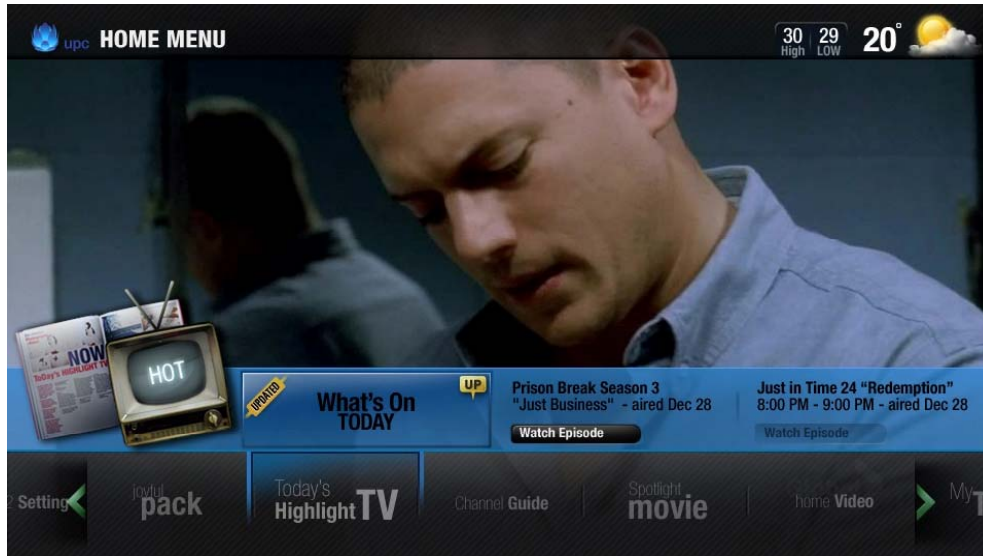 upc HOME MENU
30 29
High LOW
20°
NOW
Today's HIGHLIGHT TV
HOT
UPDATED
What's On
TODAY
UP
Prison Break Season 3
"Just Business" - aired Dec 28
Watch Episode
Just in Time 24 “Redemption”
8:00 PM - 9:00 PM - aired Dec 28
Watch Episode
Setting
joyful
pack
Today's
Highlight TV
Channel Guide
Spotlight
movie
home Video
My